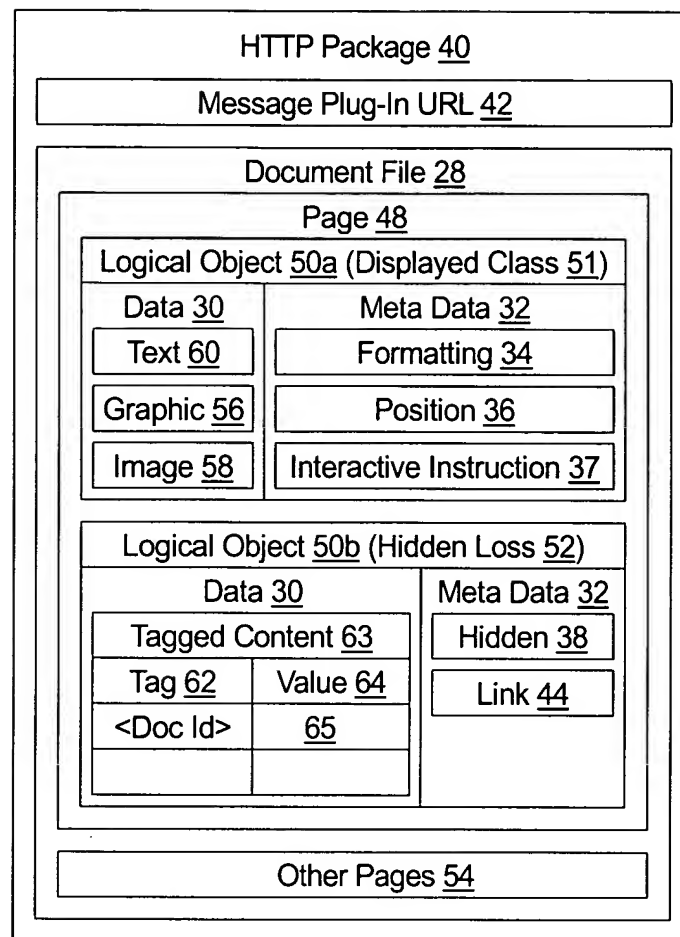 HTTP Package 40
Message Plug-In URL 42
Document File 28
Page 48
Logical Object 50a (Displayed Class 51)
Data 30
Meta Data 32
Text 60
Formatting 34
Graphic 56
Position 36
Image 58
Interactive Instruction 37
Logical Object 50b (Hidden Loss 52)
Data 30
Meta Data 32
Tagged Content 63
Hidden 38
Tag 62
Value 64
Link 44
<Doc Id>
65
Other Pages 54